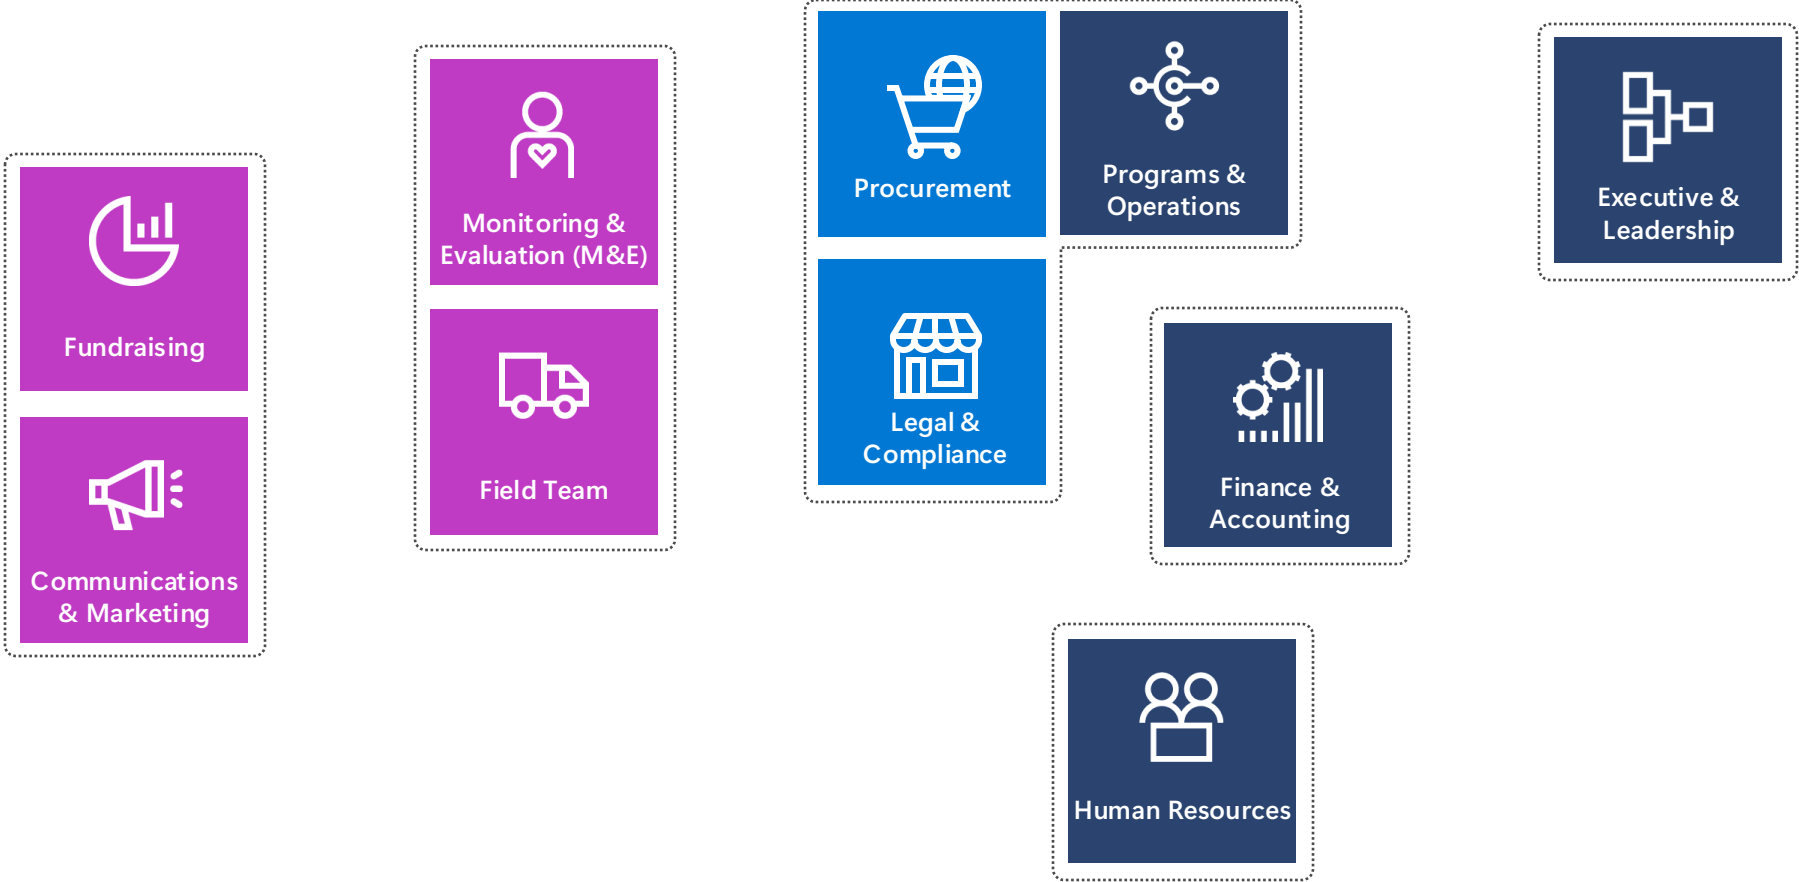 Fundraising
Communications
& Marketing
Monitoring &
Evaluation (M&E)
Field Team
Procurement
Programs &
Operations
Legal &
Compliance
Finance &
Accounting
Human Resources
Executive &
Leadership